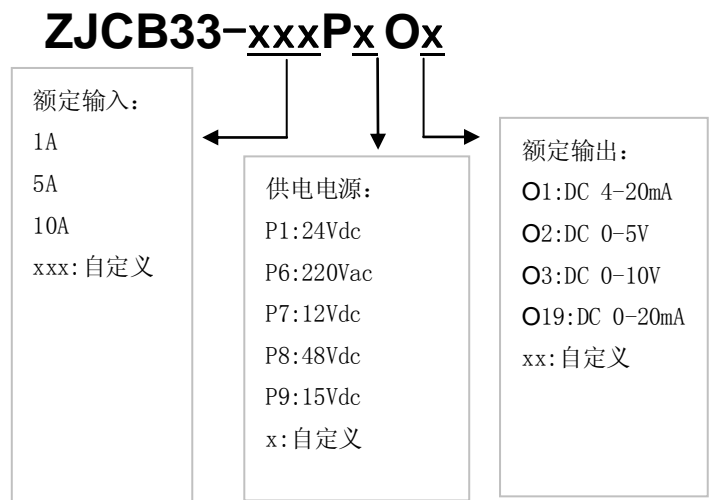 ZJCB33-xxxPx Ox
额定输入：
1A
5A
10A
xxx:自定义
供电电源：
P1:24Vdc
P6:220Vac
P7:12Vdc
P8:48Vdc
P9:15Vdc
x:自定义
额定输出：
O1:DC 4-20mA
O2:DC 0-5V
O3:DC 0-10V
O19:DC 0-20mA
xx:自定义